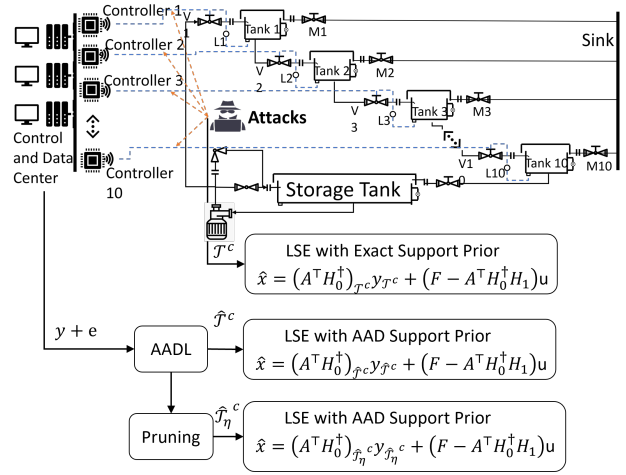 Controller 1
V
1
L1
Tank 1
M1
Controller 2
V
2
L2
Tank 2
M2
Sink
Controller 3
V
3
L3
Tank 3
M3
Attacks
Control
and Data
Center
Controller
10
V1
0
L10
Tank 10
M10
Storage Tank
𝒯ᶜ
LSE with Exact Support Prior
x̂ = (A^⊤H_0^†)_{𝒯^c} y_{𝒯^c} + (F − A^⊤H_0^†H_1)u
y + e
AADL
𝒯̂ᶜ
LSE with AAD Support Prior
x̂ = (A^⊤H_0^†)_{𝒯̂^c} y_{𝒯̂^c} + (F − A^⊤H_0^†H_1)u
Pruning
𝒯̂_η ᶜ
LSE with AAD Support Prior
x̂ = (A^⊤H_0^†)_{𝒯̂_η^c} y_{𝒯̂_η^c} + (F − A^⊤H_0^†H_1)u